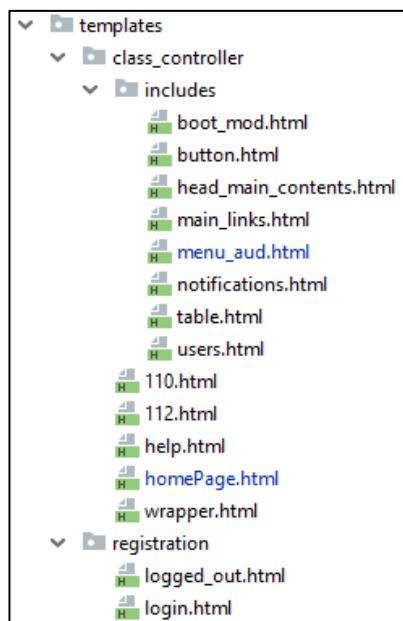 templates
class_controller
includes
boot_mod.html
button.html
head_main_contents.html
main_links.html
menu_aud.html
notifications.html
table.html
users.html
110.html
112.html
help.html
homePage.html
wrapper.html
registration
logged_out.html
login.html